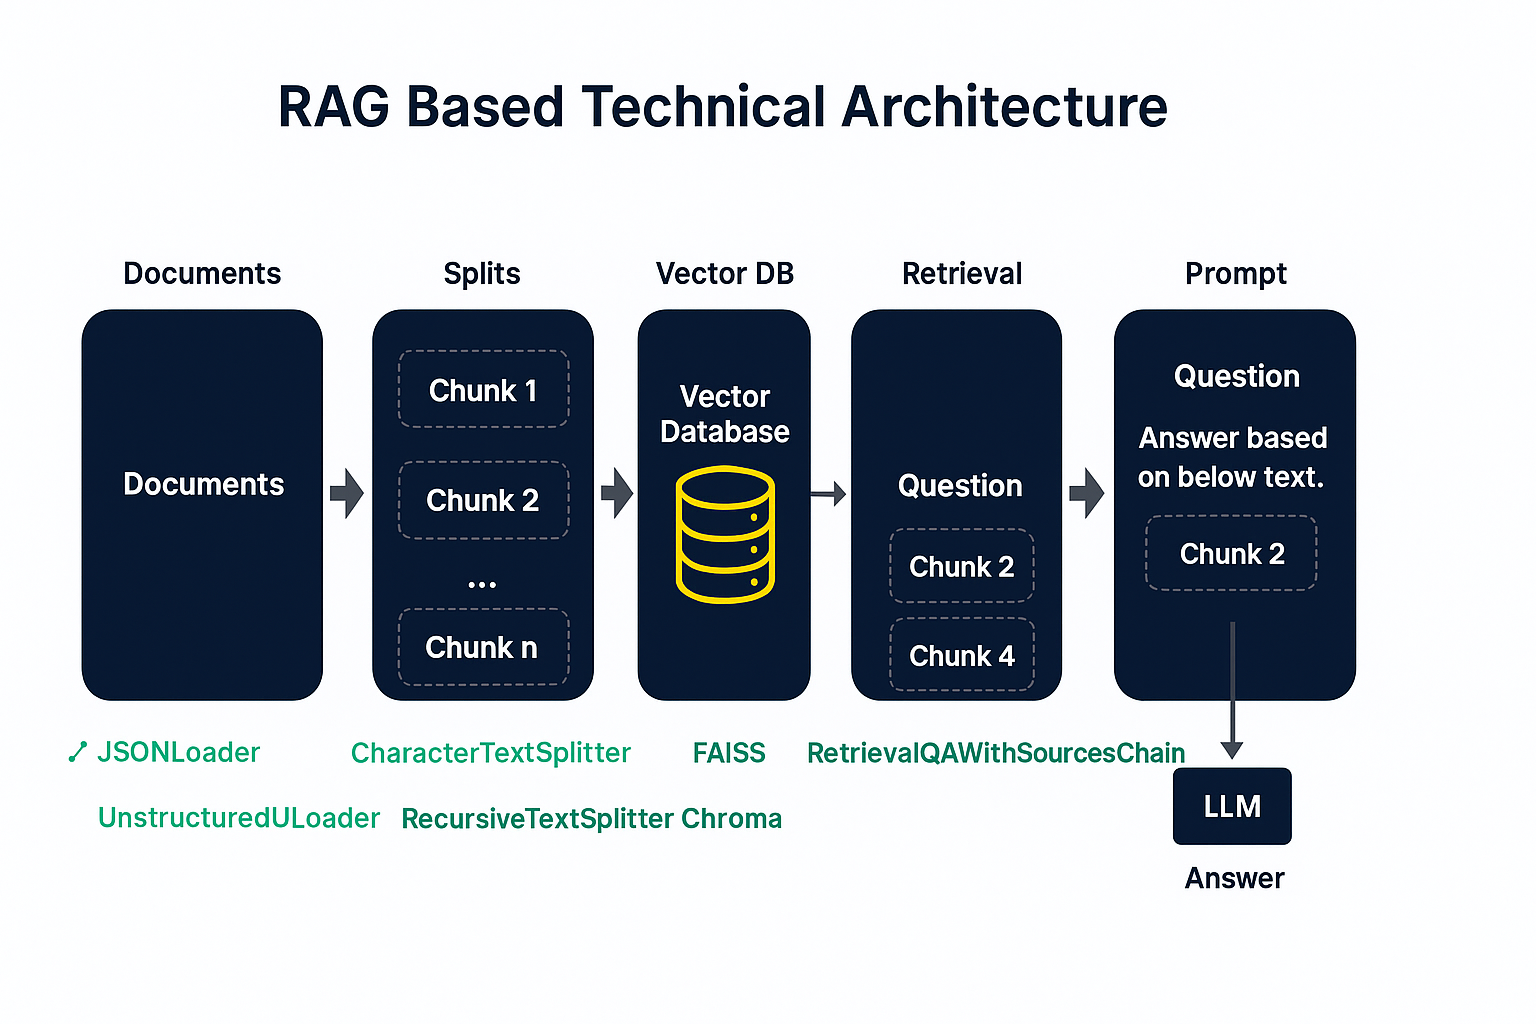 RAG Based Technical Architecture
Documents
Splits
Vector DB
Retrieval
Prompt
Documents
Chunk 1
Chunk 2
...
Chunk n
Vector
Database
Question
Chunk 2
Chunk 4
Question
Answer based
on below text.
Chunk 2
JSONLoader
CharacterTextSplitter
FAISS
RetrievalQAWithSourcesChain
UnstructuredULoader
RecursiveTextSplitter
Chroma
LLM
Answer